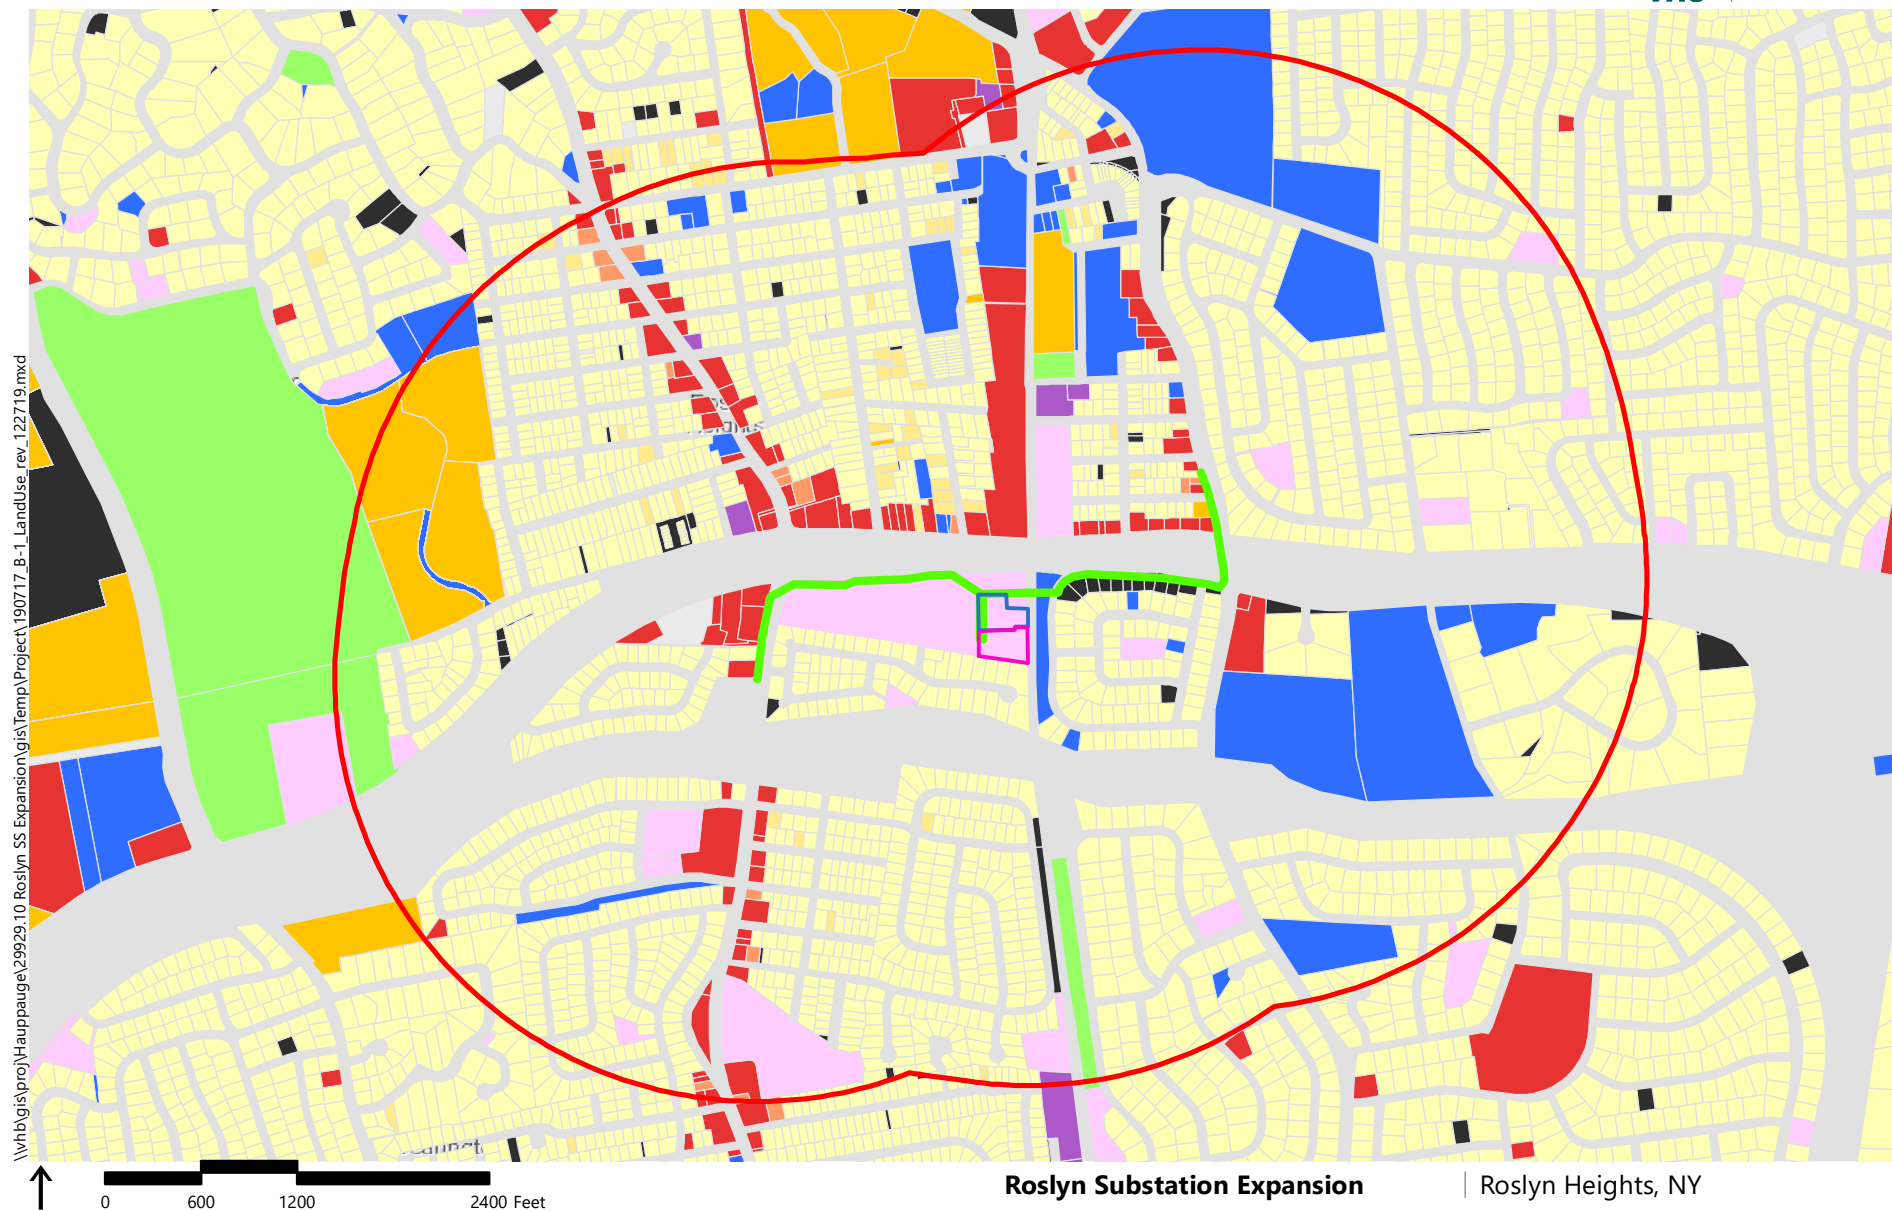 \\vhb\gis\proj\Hauppauge\29929.10 Roslyn SS Expansion\gis\Temp\Project\190717_B-1_LandUse_rev_122719.mxd
0 600 1200 2400 Feet
Roslyn Substation Expansion
Roslyn Heights, NY